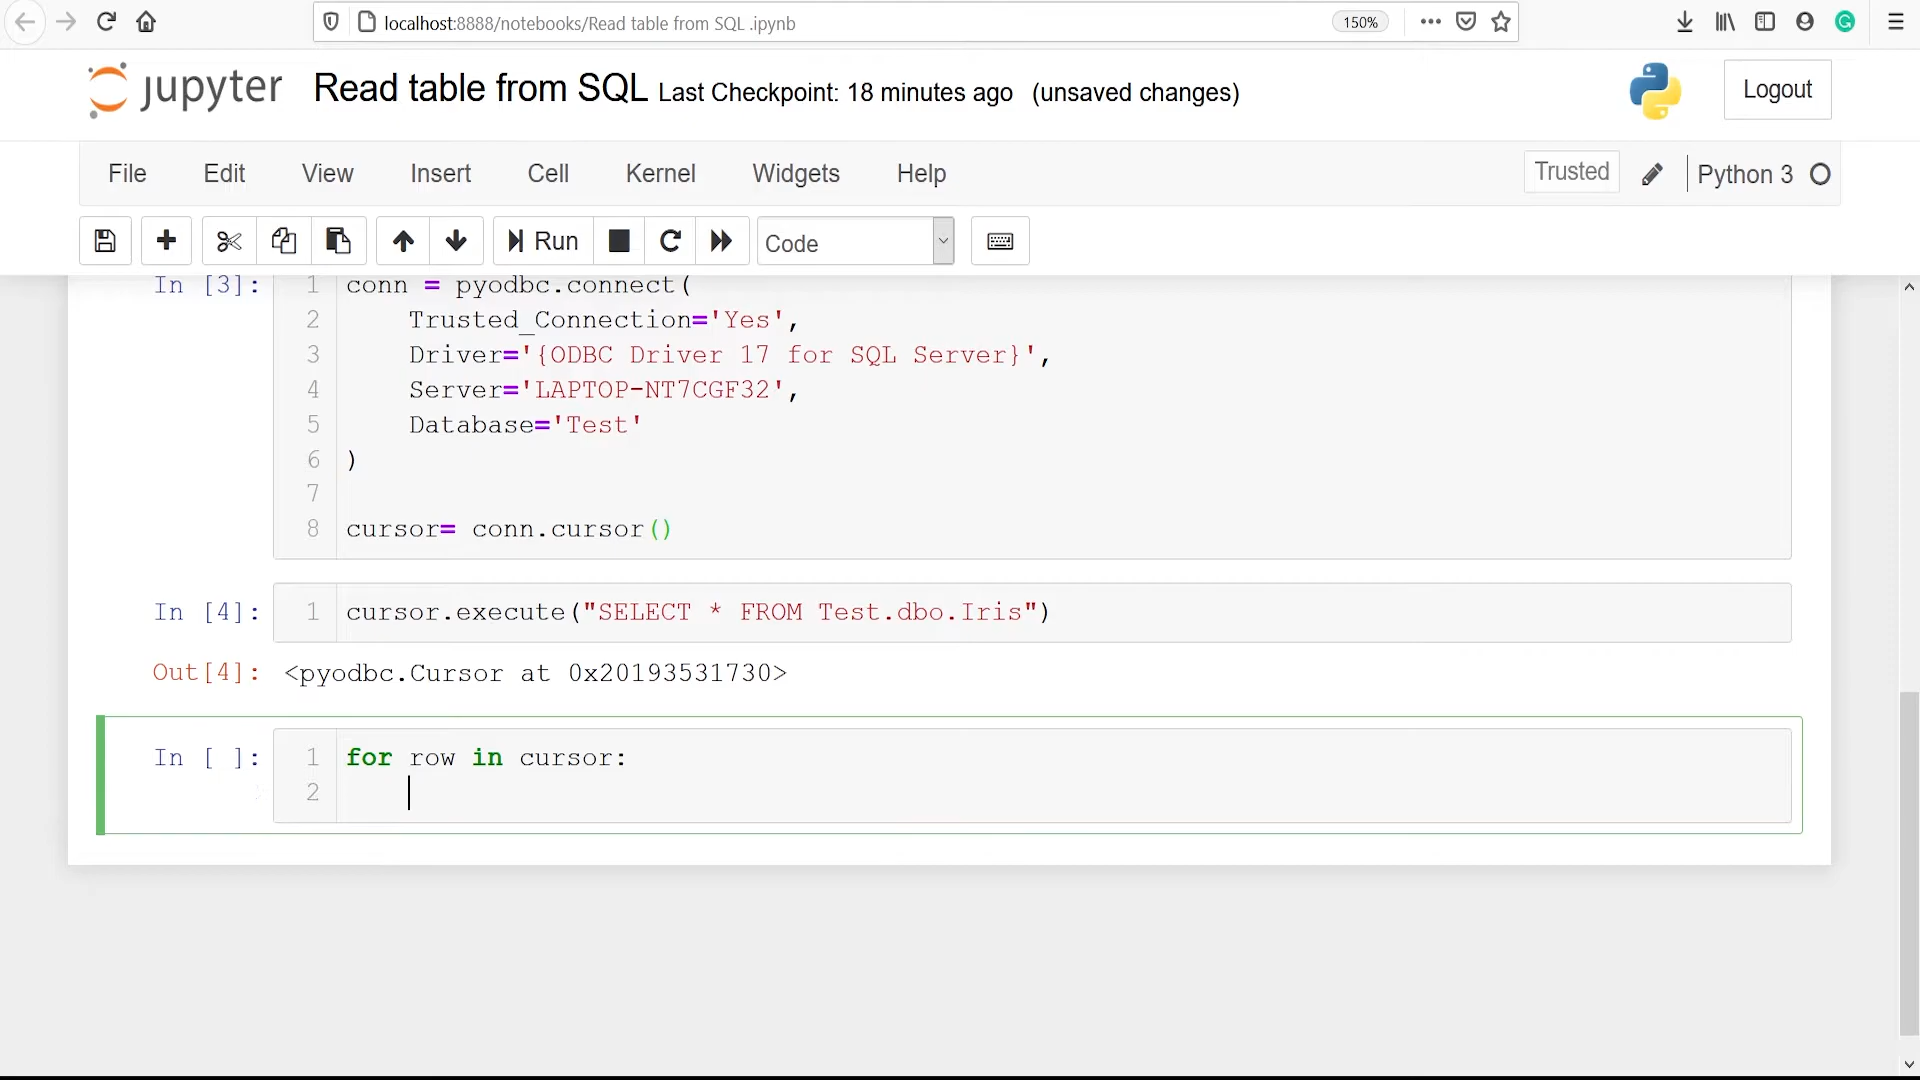 localhost:8888/notebooks/Read table from SQL .ipynb 150%
jupyter Read table from SQL Last Checkpoint: 18 minutes ago (unsaved changes) Logout
File Edit View Insert Cell Kernel Widgets Help Trusted Python 3
Run Code
In [3]: 1 conn = pyodbc.connect(
2 Trusted_Connection='Yes',
3 Driver='{ODBC Driver 17 for SQL Server}',
4 Server='LAPTOP-NT7CGF32',
5 Database='Test'
6 )
7
8 cursor= conn.cursor()
In [4]: 1 cursor.execute("SELECT * FROM Test.dbo.Iris")
Out[4]: <pyodbc.Cursor at 0x20193531730>
In [ ]: 1 for row in cursor:
2